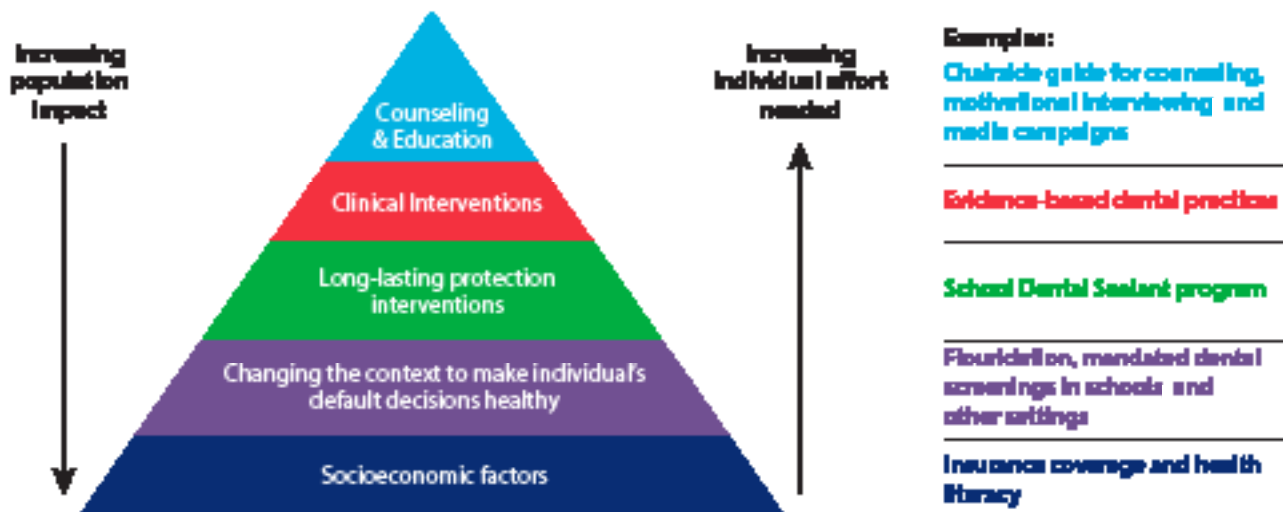 Increasing
population
impact
Counseling
& Education
Clinical Interventions
Long-lasting protection
interventions
Changing the context to make individual's
default decisions healthy
Socioeconomic factors
Increasing
individual effort
needed
Examples:
Chairside guide for counseling,
motivational interviewing and
media campaigns
Evidence-based dental practices
School Dental Sealant program
Flouridation, mandated dental
screenings in schools and
other settings
Insurance coverage and health
literacy